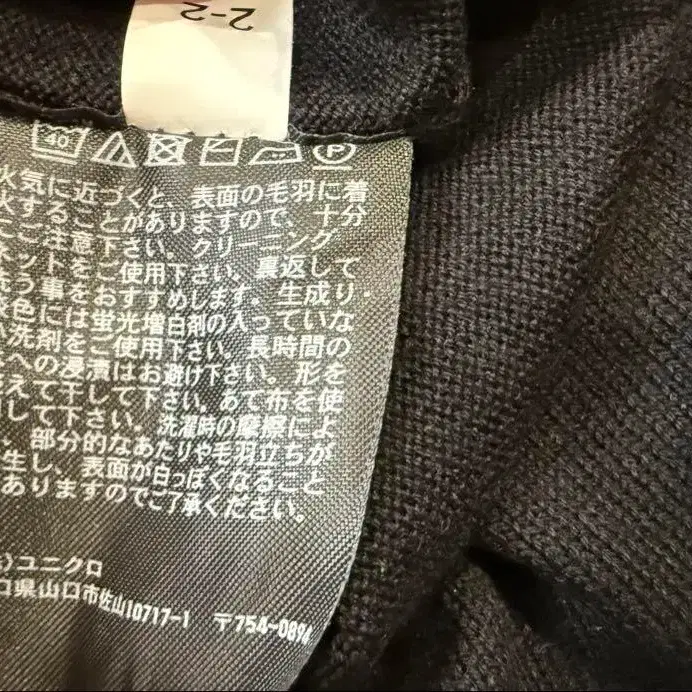 2-2
40
P
火気に近づくと、表面の毛羽に着
火することがありますので、十分
にご注意下さい。クリーニング
ネットをご使用下さい。裏返して
洗う事をおすすめします。生成り・
淡色には蛍光増白剤の入っていな
い洗剤をご使用下さい。長時間の
水への浸漬はお避け下さい。形を
整えて干して下さい。あて布を使
用して下さい。洗濯時の摩擦によ
り、部分的なあたりや毛羽立ちが
発生し、表面が白っぽくなること
がありますのでご了承ください。
)ユニクロ
口県山口市佐山10717-1 〒754-0894